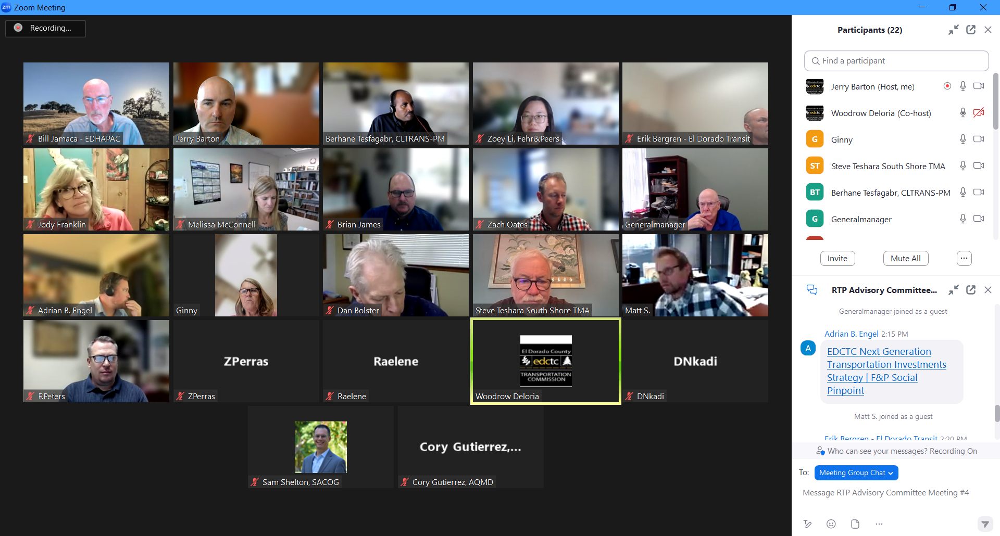 zm Zoom Meeting
Recording...
Bill Jamaca - EDHAPAC
Jerry Barton
Berhane Tesfagabr, CLTRANS-PM
Zoey Li, Fehr&Peers
Erik Bergren - El Dorado Transit
Jody Franklin
Melissa McConnell
Brian James
Zach Oates
Generalmanager
Adrian B. Engel
Ginny
Dan Bolster
Steve Teshara South Shore TMA
Matt S.
RPeters
ZPerras
ZPerras
Raelene
Raelene
El Dorado County
edctc
TRANSPORTATION
COMMISSION
Woodrow Deloria
DNkadi
DNkadi
Sam Shelton, SACOG
Cory Gutierrez,...
Cory Gutierrez, AQMD
Participants (22)
Find a participant
Jerry Barton (Host, me)
Woodrow Deloria (Co-host)
G Ginny
ST Steve Teshara South Shore TMA
BT Berhane Tesfagabr, CLTRANS-PM
G Generalmanager
Invite
Mute All
RTP Advisory Committee...
Generalmanager joined as a guest
Adrian B. Engel 2:15 PM
A
EDCTC Next Generation
Transportation Investments
Strategy | F&P Social
Pinpoint
Matt S. joined as a guest
Erik Bergren - El Dorado Transit 2:20 PM
Who can see your messages? Recording On
To: Meeting Group Chat
Message RTP Advisory Committee Meeting #4